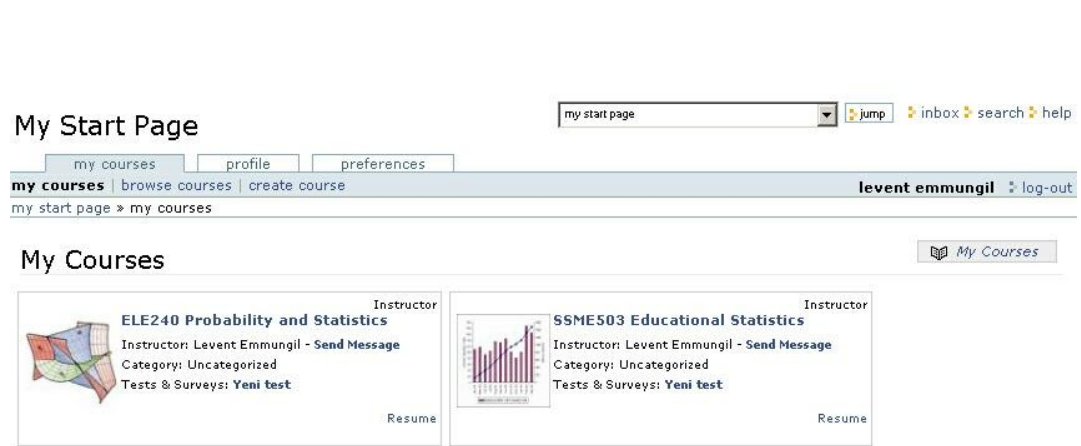 my start page jump inbox search help
My Start Page
my courses profile preferences
my courses | browse courses | create course levent emmungil log-out
my start page » my courses
My Courses
My Courses
Instructor
ELE240 Probability and Statistics
Instructor: Levent Emmungil - Send Message
Category: Uncategorized
Tests & Surveys: Yeni test
Resume
Instructor
SSME503 Educational Statistics
Instructor: Levent Emmungil - Send Message
Category: Uncategorized
Tests & Surveys: Yeni test
Resume